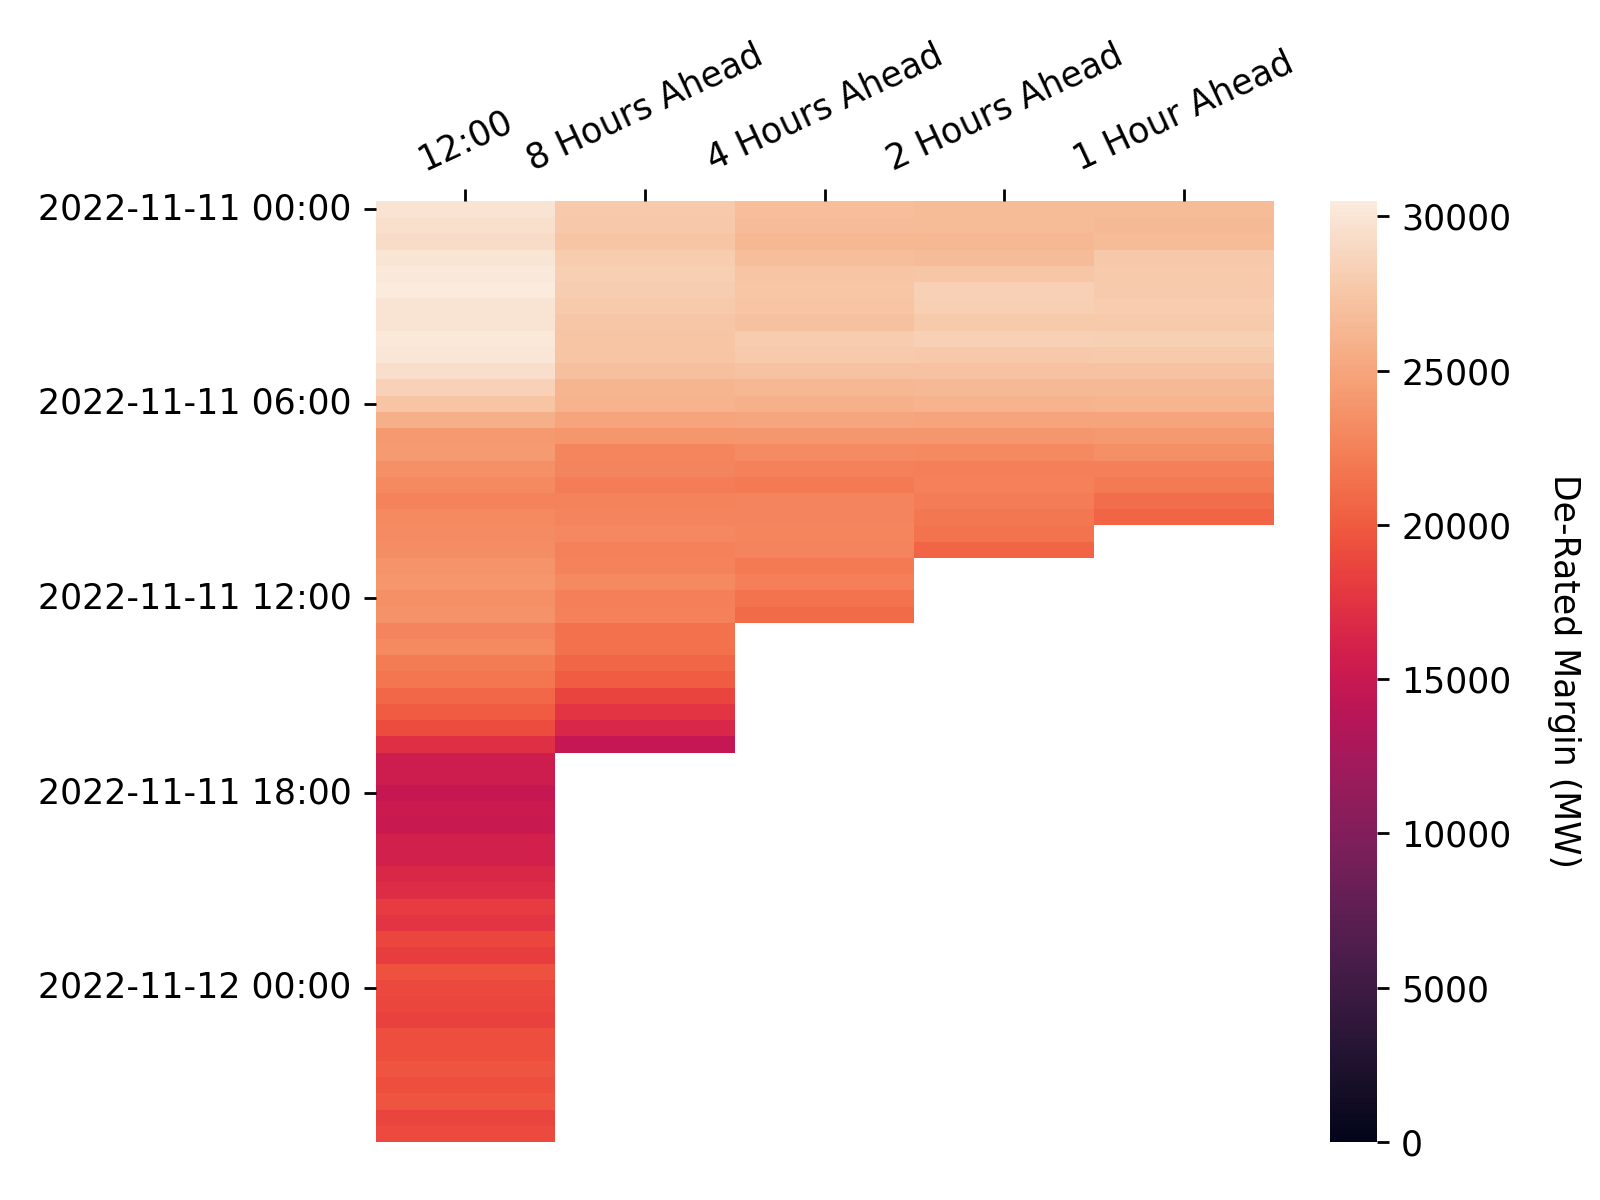 12:00
8 Hours Ahead
4 Hours Ahead
2 Hours Ahead
1 Hour Ahead
2022-11-11 00:00
2022-11-11 06:00
2022-11-11 12:00
2022-11-11 18:00
2022-11-12 00:00
30000
25000
20000
15000
10000
5000
0
De-Rated Margin (MW)